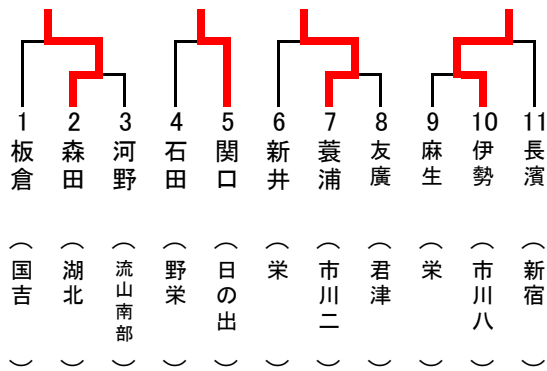 1 板倉 （国吉）
2 森田 （湖北）
3 河野 （流山南部）
4 石田 （野栄）
5 関口 （日の出）
6 新井 （栄）
7 蓑浦 （市川二）
8 友廣 （君津）
9 麻生 （栄）
10 伊勢 （市川八）
11 長濱 （新宿）